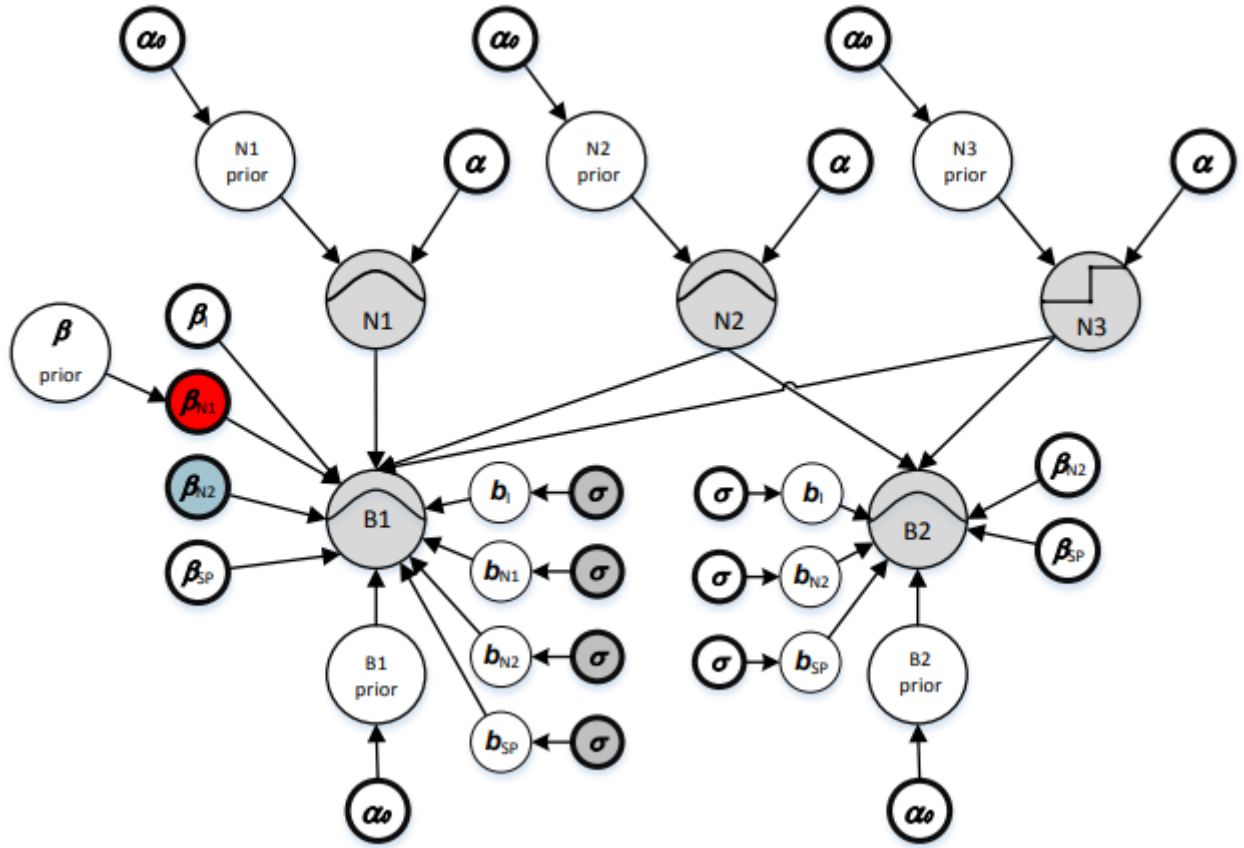 α₀
α₀
α₀
N1
prior
α
N2
prior
α
N3
prior
α
N1
N2
N3
β
prior
βI
βN1
βN2
βSP
B1
bI
σ
bN1
σ
bN2
σ
bSP
σ
B1
prior
α₀
σ
bI
σ
bN2
σ
bSP
B2
βN2
βSP
B2
prior
α₀